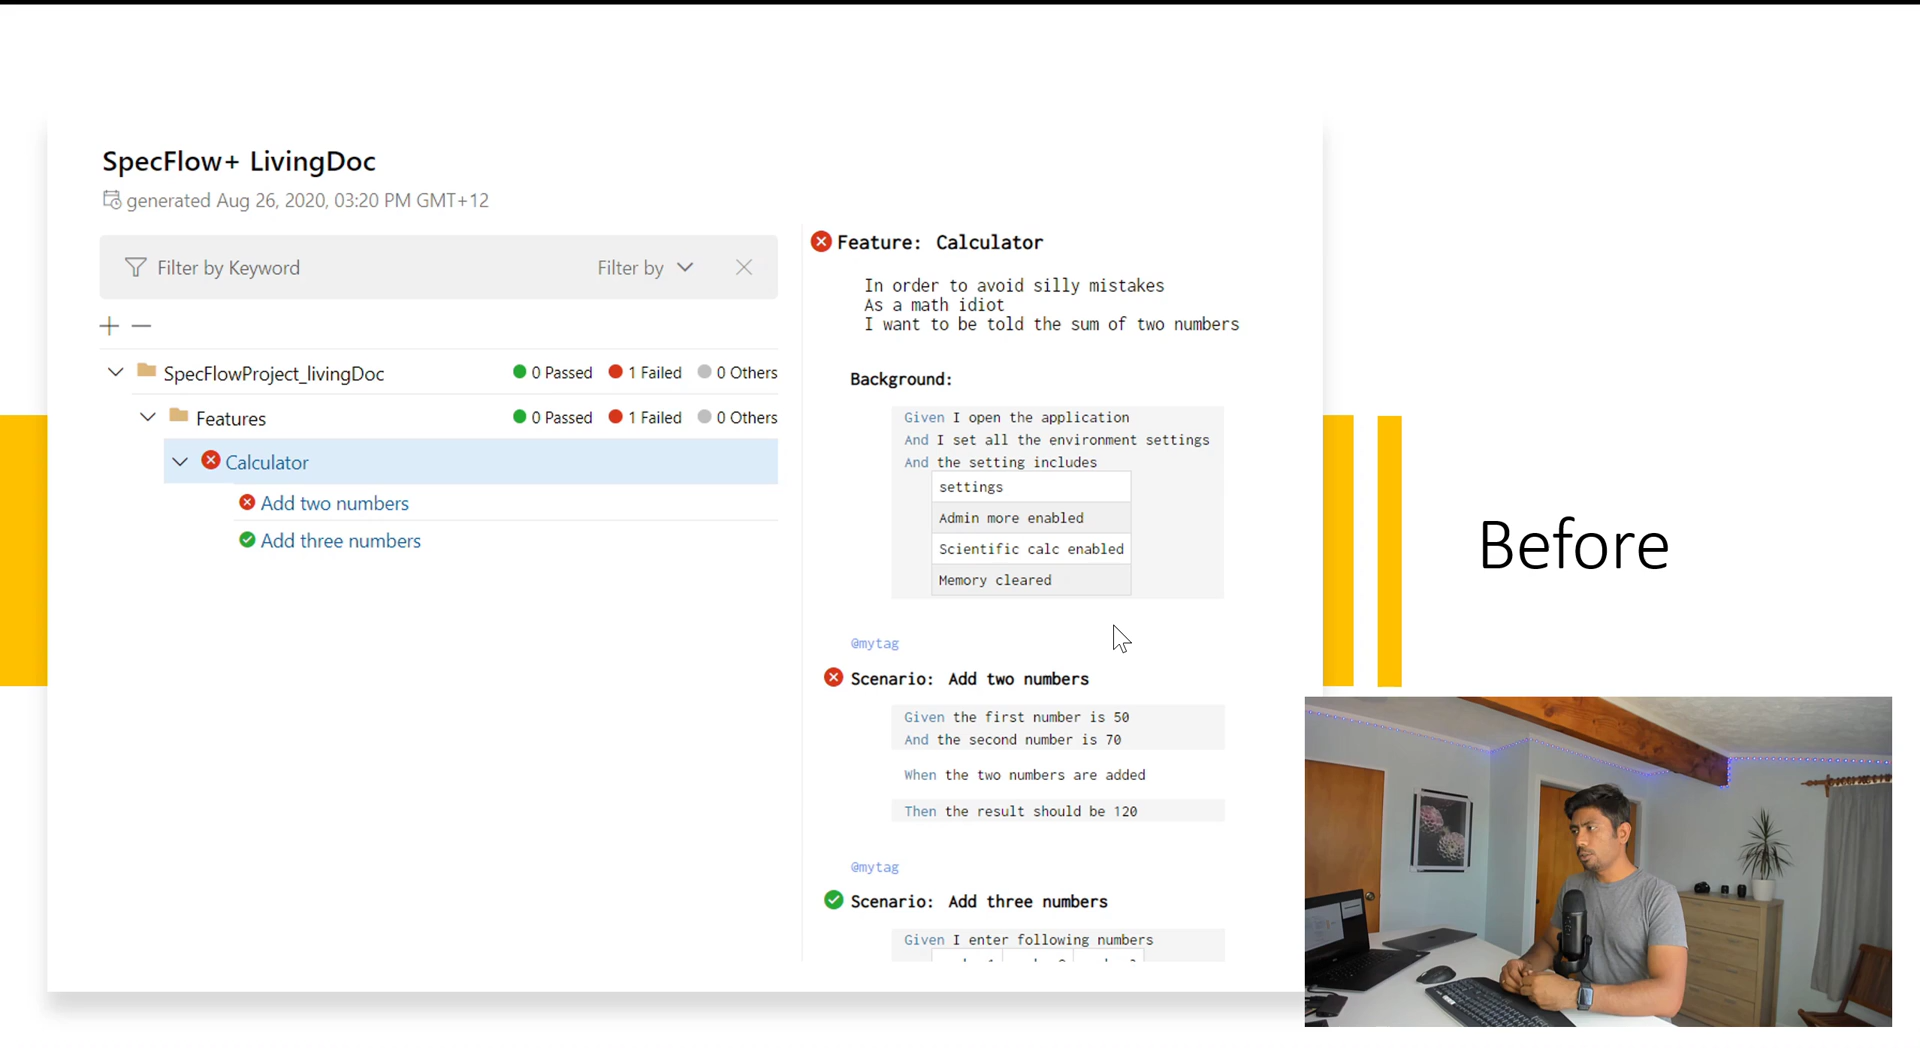 SpecFlow+ LivingDoc
generated Aug 26, 2020, 03:20 PM GMT+12
Filter by Keyword
Filter by
SpecFlowProject_livingDoc 0 Passed 1 Failed 0 Others
Features 0 Passed 1 Failed 0 Others
Calculator
Add two numbers
Add three numbers
Feature: Calculator
In order to avoid silly mistakes
As a math idiot
I want to be told the sum of two numbers
Background:
Given I open the application
And I set all the environment settings
And the setting includes
settings
Admin more enabled
Scientific calc enabled
Memory cleared
@mytag
Scenario: Add two numbers
Given the first number is 50
And the second number is 70
When the two numbers are added
Then the result should be 120
@mytag
Scenario: Add three numbers
Given I enter following numbers
Before